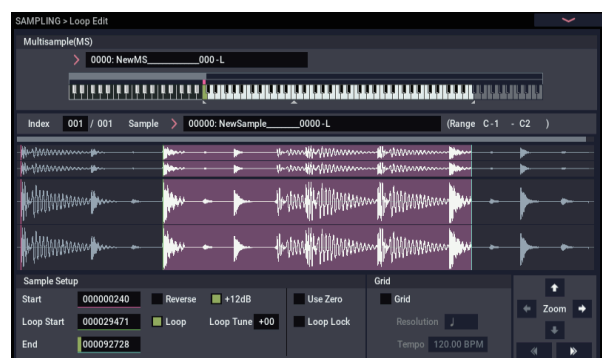 SAMPLING > Loop Edit
Multisample(MS)
0000: NewMS__________000-L
Index 001 / 001 Sample 00000: NewSample______0000-L (Range C-1 - C2 )
Sample Setup Grid
Start 000000240 Reverse +12dB Use Zero Grid
Zoom
Loop Start 000029471 Loop Loop Tune +00 Loop Lock Resolution
End 000092728 Tempo 120.00 BPM